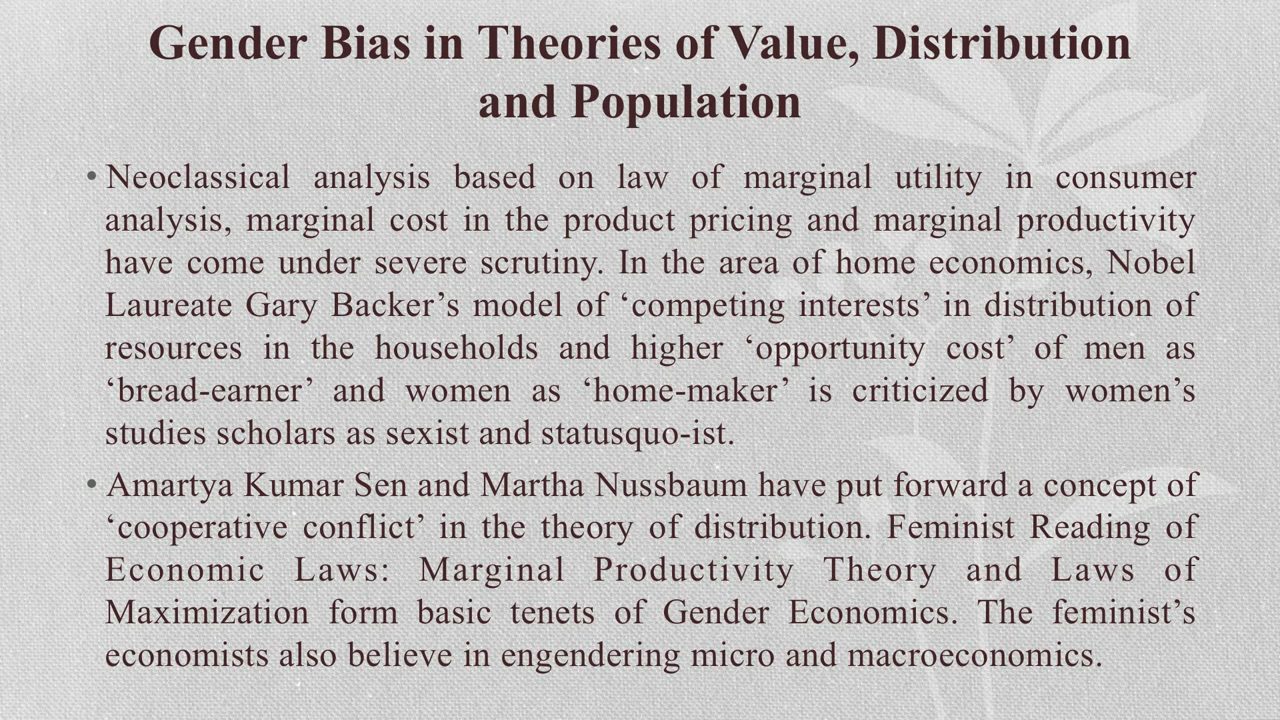 Gender Bias in Theories of Value, Distribution
and Population
• Neoclassical analysis based on law of marginal utility in consumer
analysis, marginal cost in the product pricing and marginal productivity
have come under severe scrutiny. In the area of home economics, Nobel
Laureate Gary Backer’s model of ‘competing interests’ in distribution of
resources in the households and higher ‘opportunity cost’ of men as
‘bread-earner’ and women as ‘home-maker’ is criticized by women’s
studies scholars as sexist and statusquo-ist.
• Amartya Kumar Sen and Martha Nussbaum have put forward a concept of
‘cooperative conflict’ in the theory of distribution. Feminist Reading of
Economic Laws: Marginal Productivity Theory and Laws of
Maximization form basic tenets of Gender Economics. The feminist’s
economists also believe in engendering micro and macroeconomics.